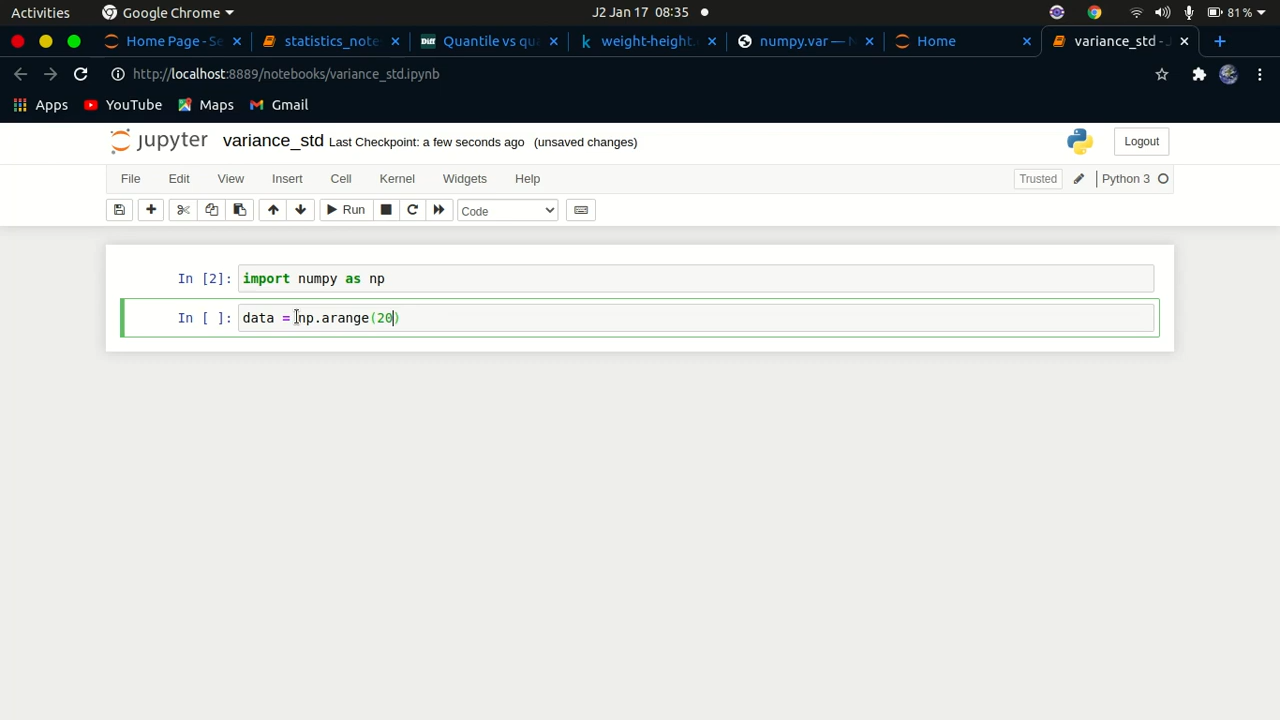 Activities Google Chrome J2 Jan 17 08:35 81 %
Home Page - Se statistics_note Quantile vs qua weight-height. numpy.var — N Home variance_std - J
http://localhost:8889/notebooks/variance_std.ipynb
Apps YouTube Maps Gmail
jupyter variance_std Last Checkpoint: a few seconds ago (unsaved changes) Logout
File Edit View Insert Cell Kernel Widgets Help Trusted Python 3
Run Code
In [2]: import numpy as np
In [ ]: data = np.arange(20)